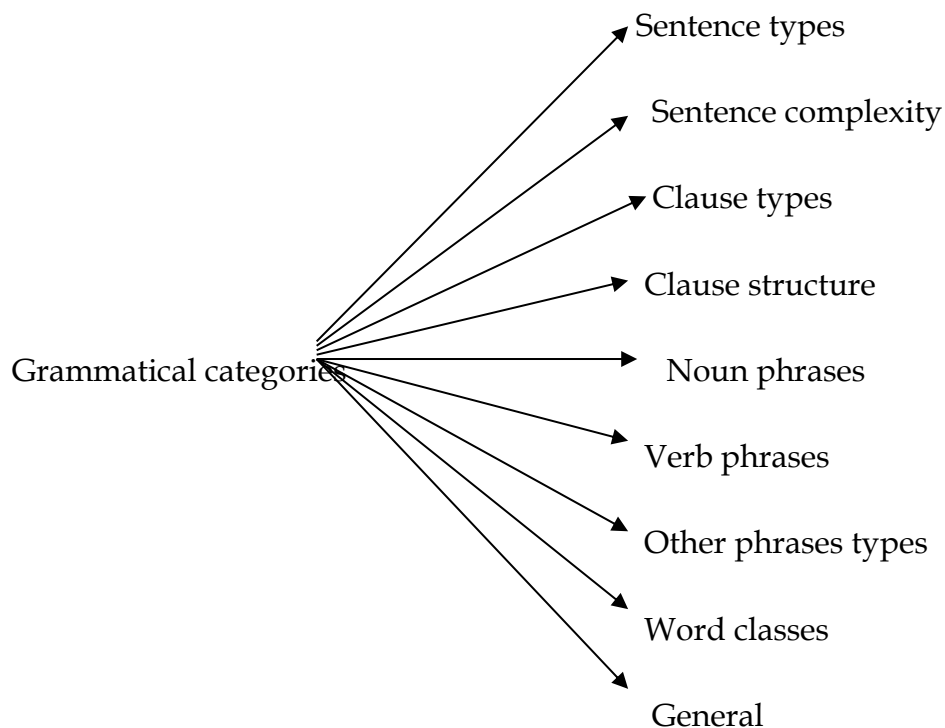 Sentence types
Sentence complexity
Clause types
Clause structure
Grammatical categories
Noun phrases
Verb phrases
Other phrases types
Word classes
General